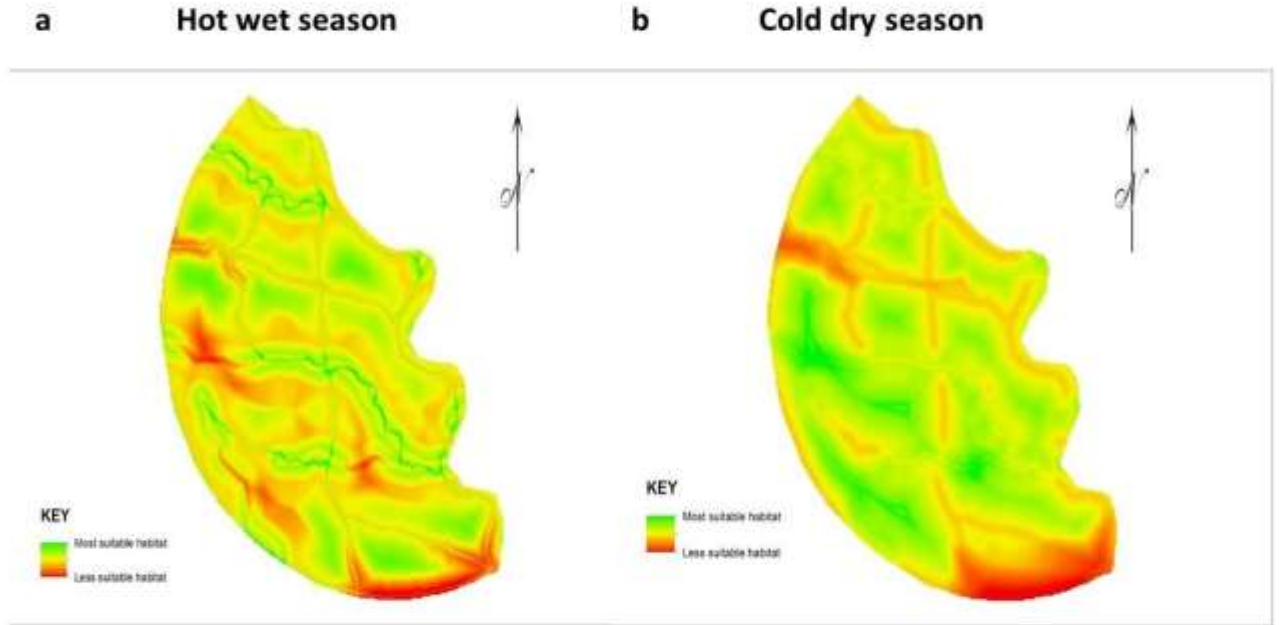 a Hot wet season
b Cold dry season
N
N
KEY
Most suitable habitat
Less suitable habitat
KEY
Most suitable habitat
Less suitable habitat